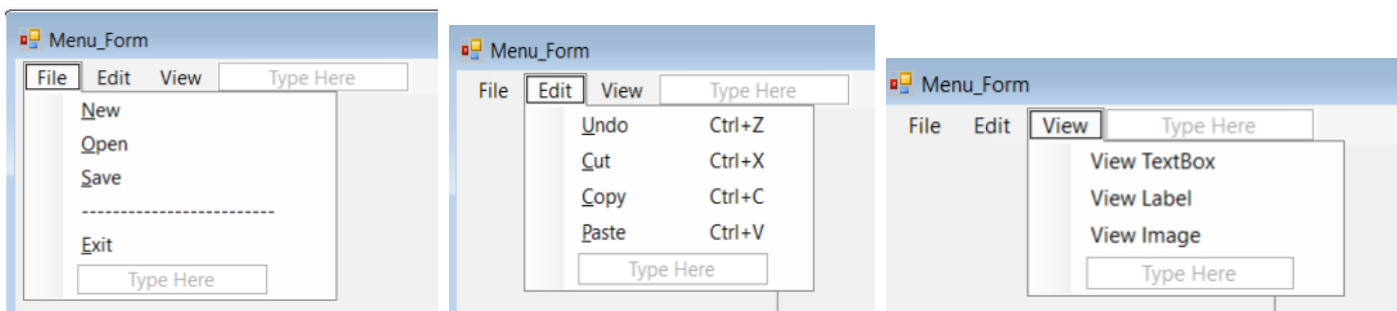 Menu_Form
File Edit View Type Here
New
Open
Save
-------------------------
Exit
Type Here
Menu_Form
File Edit View Type Here
Undo Ctrl+Z
Cut Ctrl+X
Copy Ctrl+C
Paste Ctrl+V
Type Here
Menu_Form
File Edit View Type Here
View TextBox
View Label
View Image
Type Here